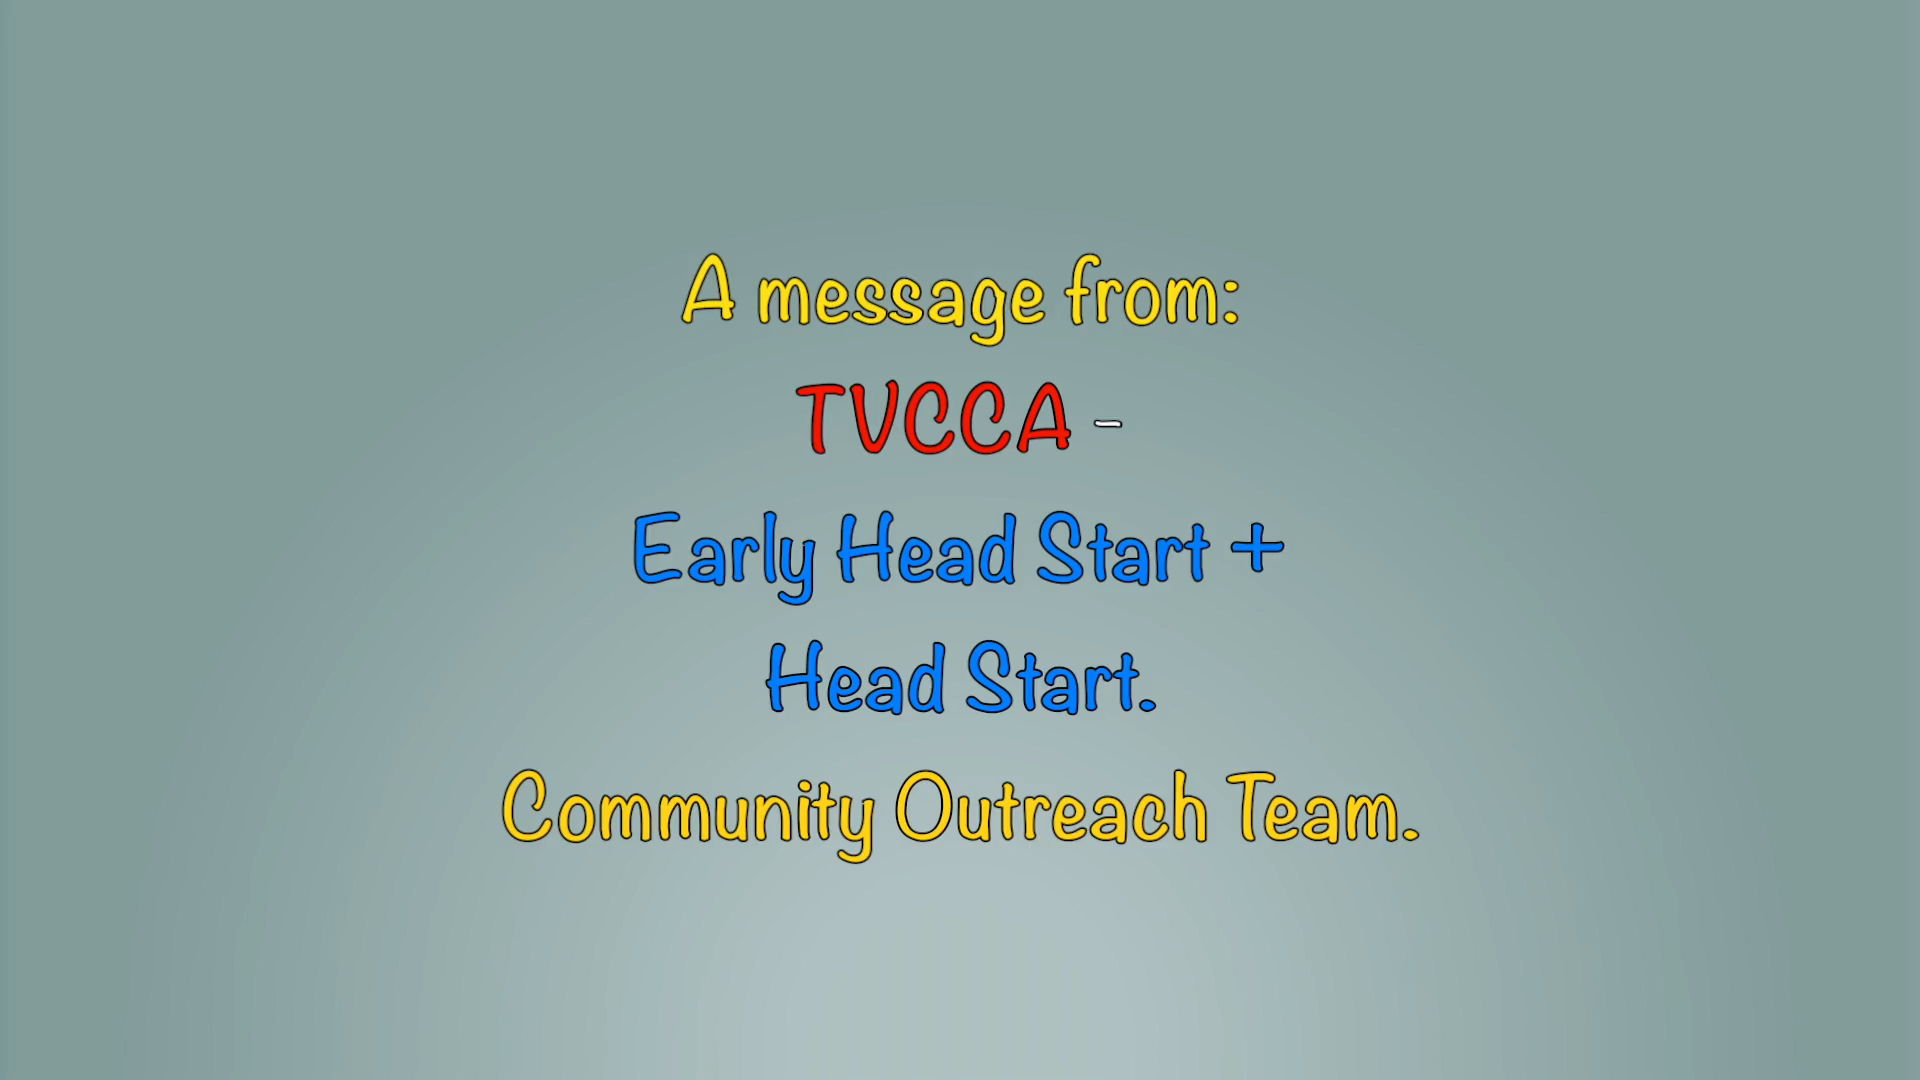 A message from:
TVCCA -
Early Head Start +
Head Start.
Community Outreach Team.